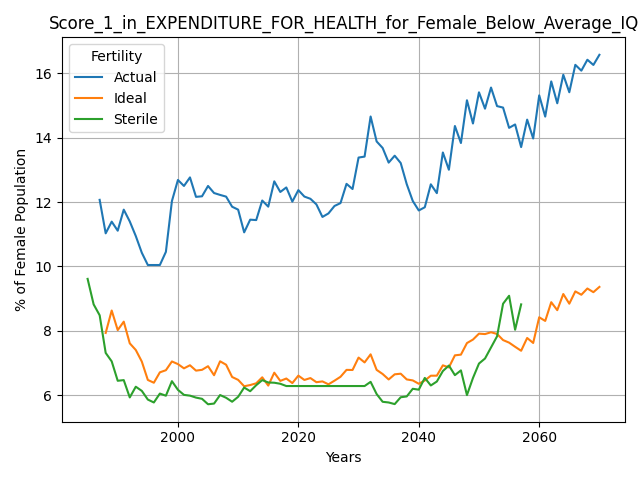 Score_1_in_EXPENDITURE_FOR_HEALTH_for_Female_Below_Average_IQ
Fertility
Actual
Ideal
Sterile
% of Female Population
16
14
12
10
8
6
2000
2020
2040
2060
Years